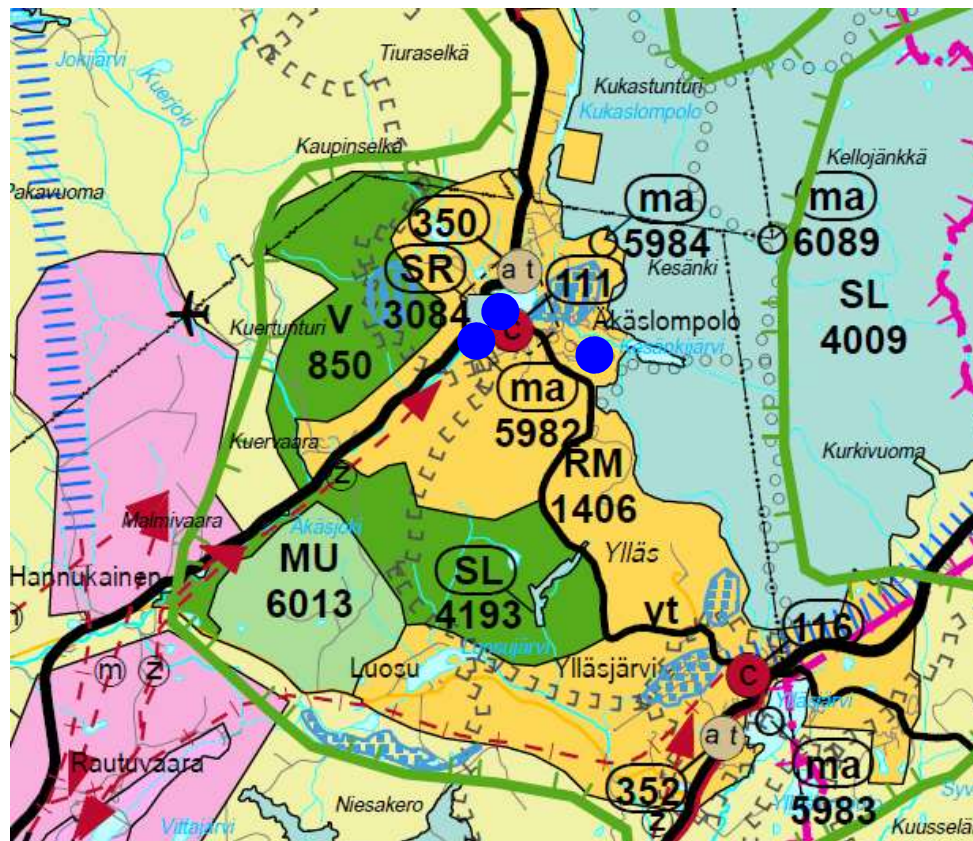 Tiuraselkä
Jokijärvi
Kuerjoki
Kukastunturi
Kukaslompolo
Kaupinselkä
Kellojänkkä
Pakavuoma
350
ma
5984
ma
6089
SR
3084
a t
111
Kesänki
SL
4009
Kuertunturi
V
850
C
Äkäslompolo
Kesänkijärvi
ma
5982
Kuervaara
z
RM
1406
Kurkivuoma
Malmivaara
Äkäsjoki
MU
6013
Ylläs
Hannukainen
z
SL
4193
yt
116
m
z
Luosu
Luosujärvi
Ylläsjärvi
C
Ylläsjärvi
a t
Rautuvaara
352
ma
5983
Niesakero
z
Vittajärvi
Kuusselä